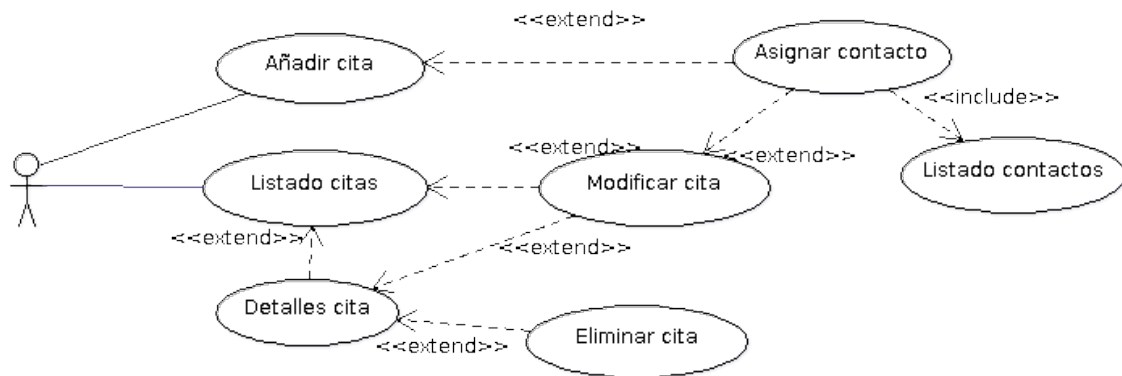 <<extend>>
Añadir cita
Asignar contacto
<<include>>
<<extend>>
<<extend>>
Listado citas
Modificar cita
Listado contactos
<<extend>>
<<extend>>
Detalles cita
Eliminar cita
<<extend>>